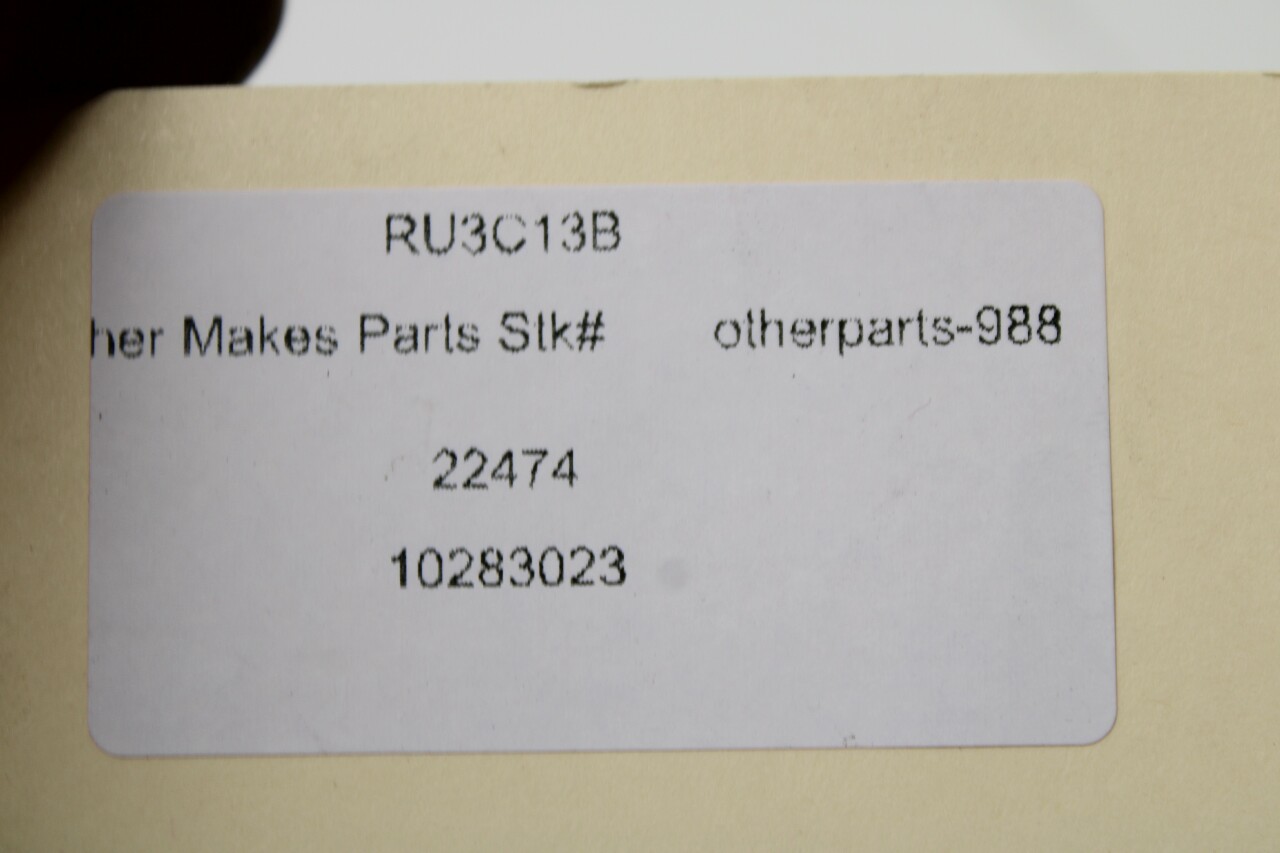 RU3C13B
her Makes Parts Stk# otherparts-988
22474
10283023